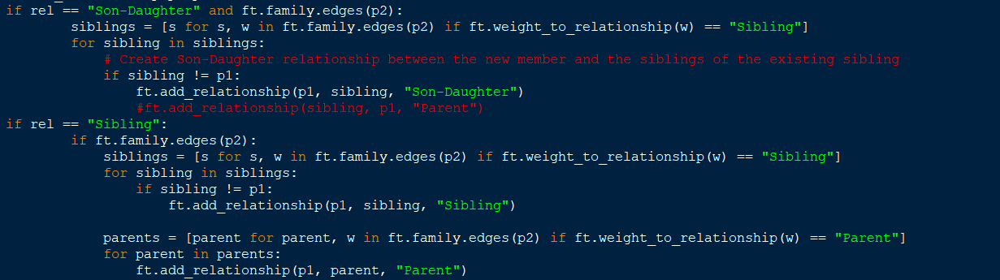 if rel == "Son-Daughter" and ft.family.edges(p2):
        siblings = [s for s, w in ft.family.edges(p2) if ft.weight_to_relationship(w) == "Sibling"]
        for sibling in siblings:
            # Create Son-Daughter relationship between the new member and the siblings of the existing sibling
            if sibling != p1:
                ft.add_relationship(p1, sibling, "Son-Daughter")
                #ft.add_relationship(sibling, p1, "Parent")
if rel == "Sibling":
        if ft.family.edges(p2):
            siblings = [s for s, w in ft.family.edges(p2) if ft.weight_to_relationship(w) == "Sibling"]
            for sibling in siblings:
                if sibling != p1:
                    ft.add_relationship(p1, sibling, "Sibling")

            parents = [parent for parent, w in ft.family.edges(p2) if ft.weight_to_relationship(w) == "Parent"]
            for parent in parents:
                ft.add_relationship(p1, parent, "Parent")